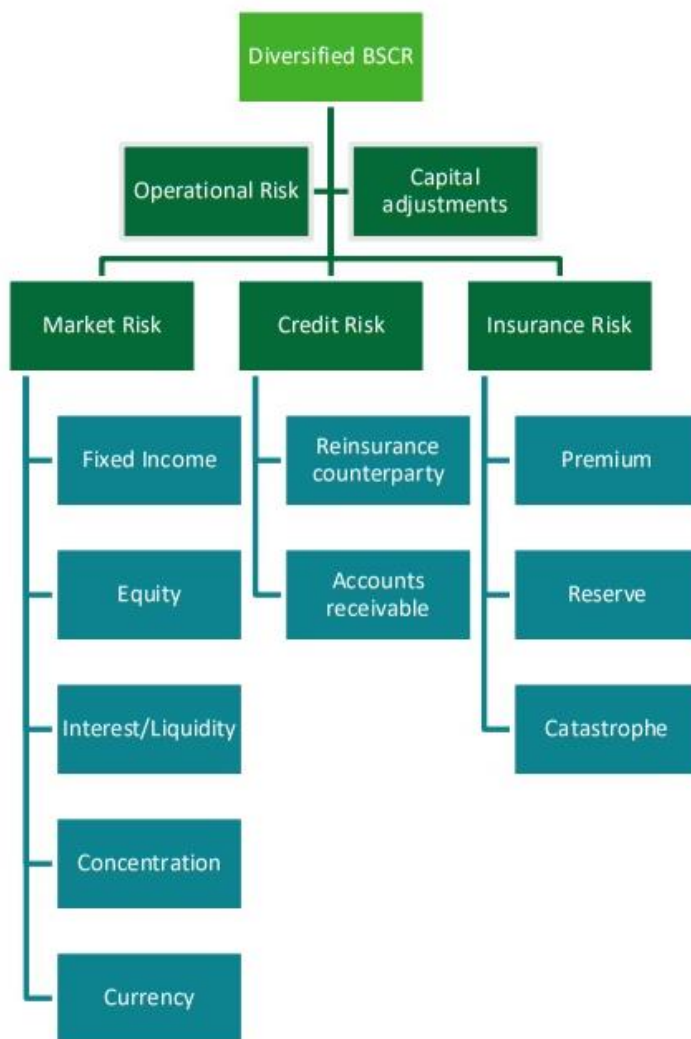 Diversified BSCR
Operational Risk
Capital
adjustments
Market Risk
Credit Risk
Insurance Risk
Fixed Income
Reinsurance
counterparty
Premium
Equity
Accounts
receivable
Reserve
Interest/Liquidity
Catastrophe
Concentration
Currency